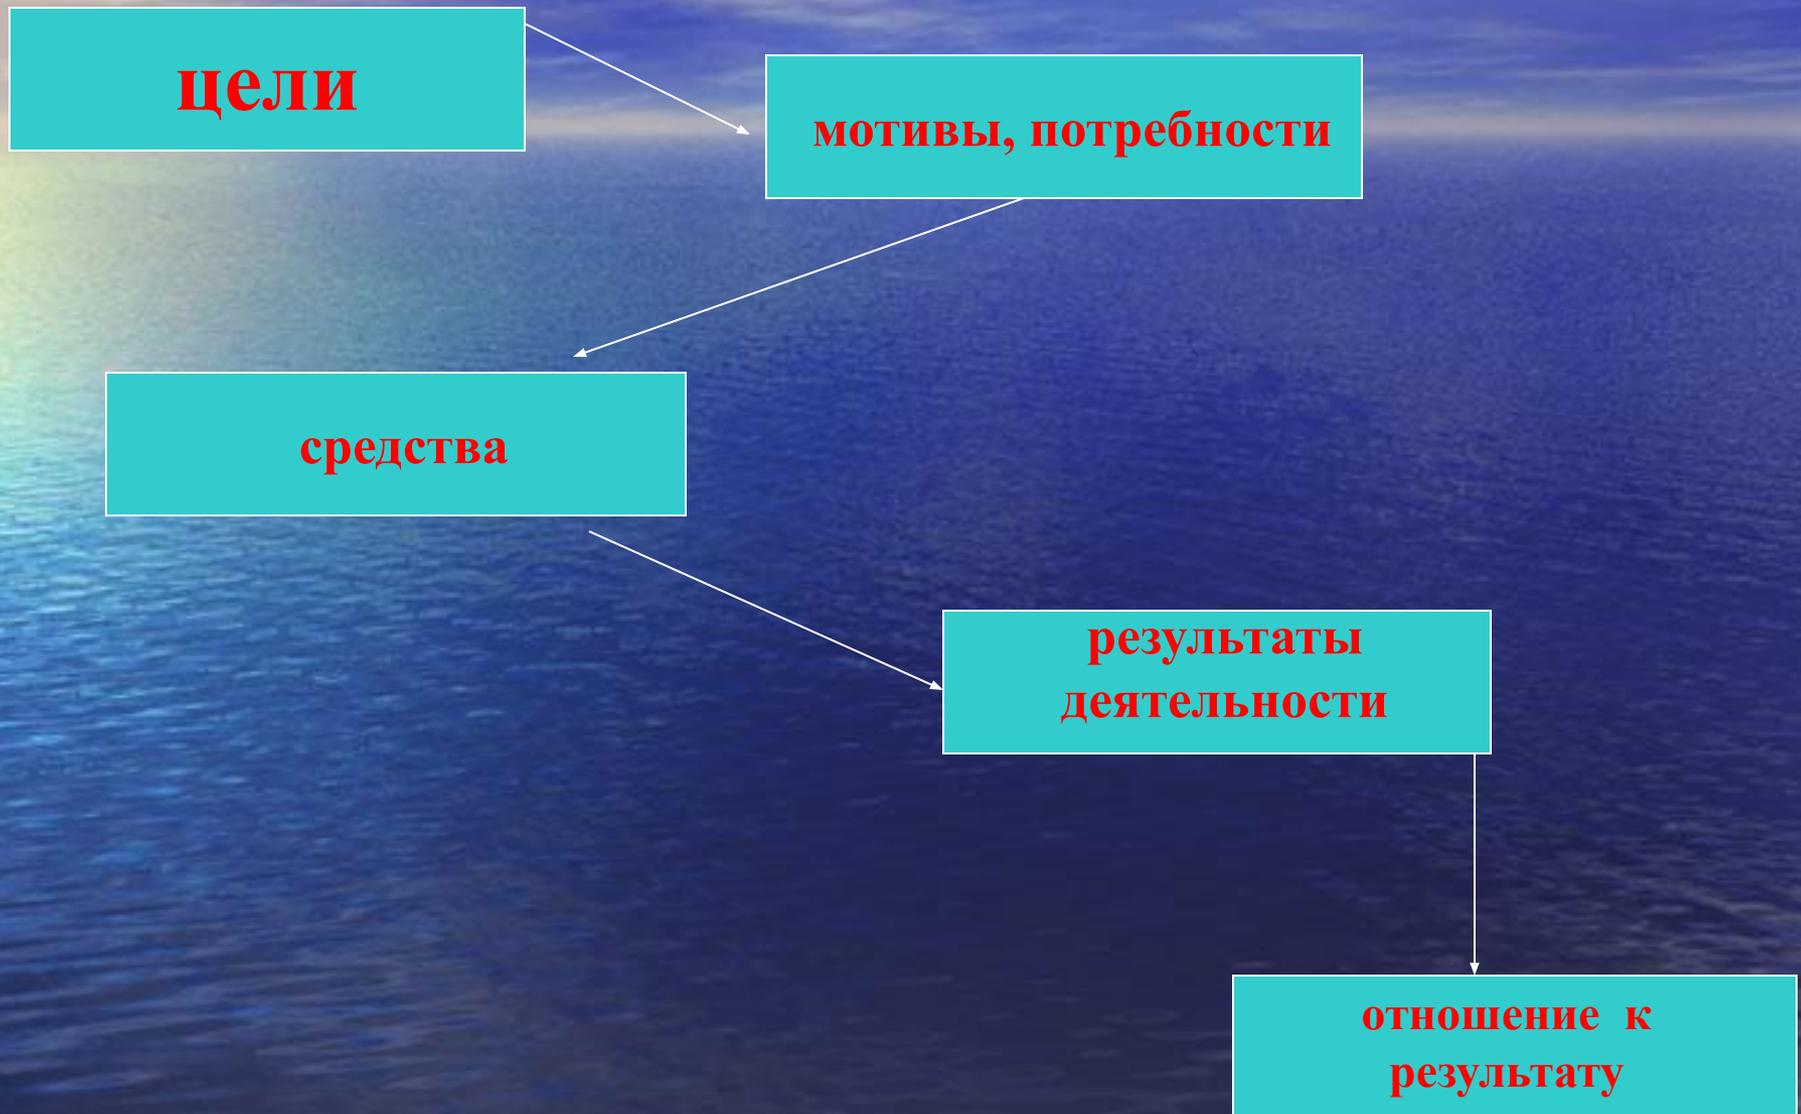 цели
мотивы, потребности
средства
результаты
деятельности
отношение к
результату